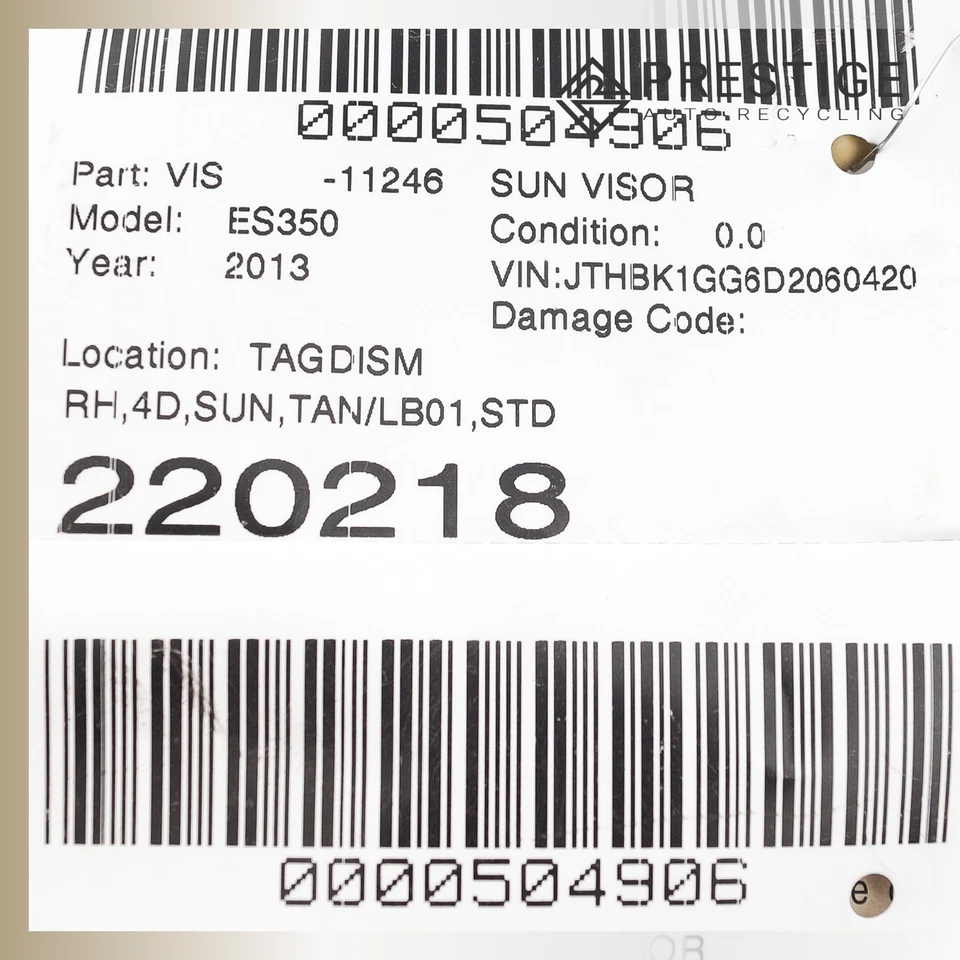 PRESTIGE
AUTO RECYCLING
0000504906
Part: VIS -11246 SUN VISOR
Model: ES350 Condition: 0.0
Year: 2013 VIN:JTHBK1GG6D2060420
Damage Code:
Location: TAGDISM
RH,4D,SUN,TAN/LB01,STD
220218
0000504906
e
OR